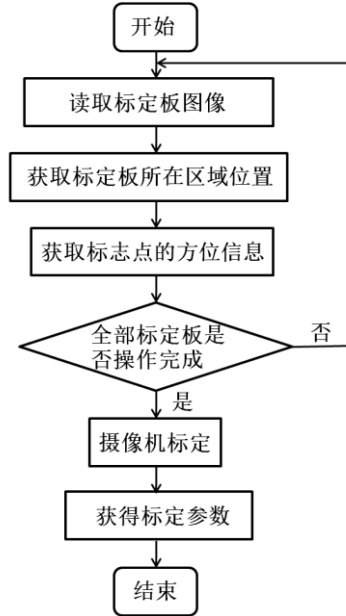 开始
读取标定板图像
获取标定板所在区域位置
获取标志点的方位信息
全部标定板是
否操作完成
否
是
摄像机标定
获得标定参数
结束